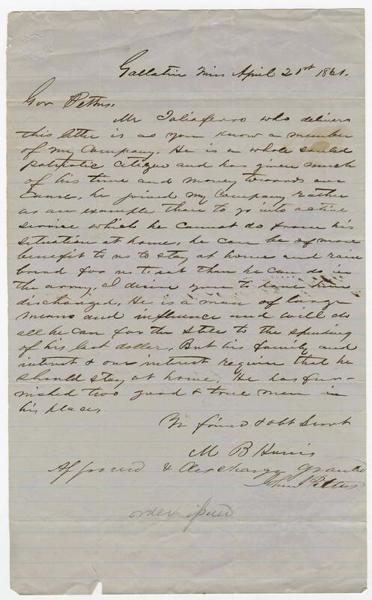 Gallatin Miss April 21st 1861.
Gov Pettus.
Mr Taliaferro who delivers
this letter is as you know a member
of my Company. He is a whole souled
patriotic citizen and has given much
of his time and money towards our
cause, he joined my Company rather
as an example than to go into active
service which he cannot do from his
situation at home, he can be of more
benefit to us to stay at home and
for us than he can do in
the army. I desire you to have him
discharged. He is a man of large
means and influence and will do
all he can for the State to the spending
of his last dollar. But his family and
interest & our interest require that he
should stay at home. He has fur-
nished two good & true men in
his place
Yr friend & obt Servt
M B Harris
Approved & discharge granted
John Pettus
order issued